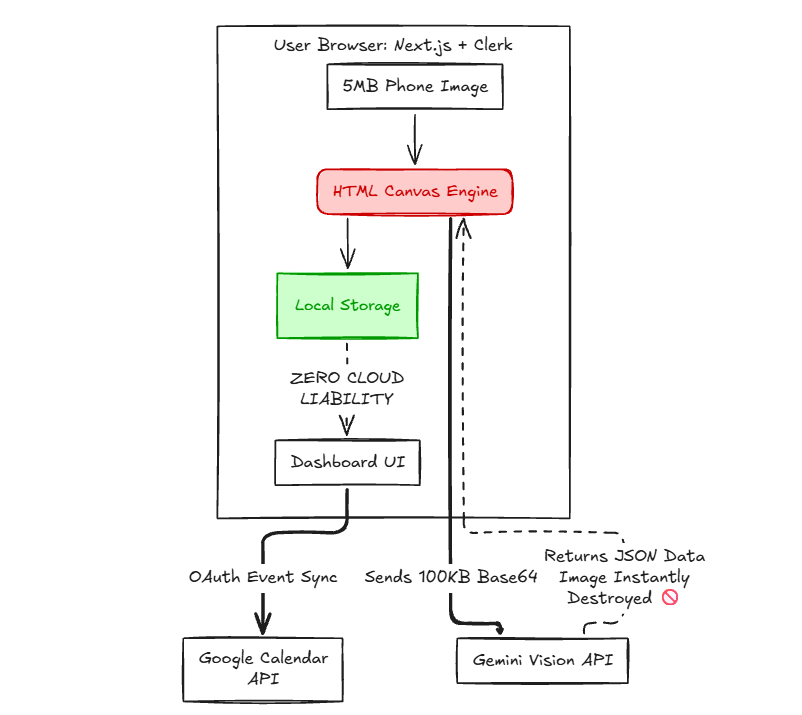 User Browser: Next.js + Clerk
5MB Phone Image
HTML Canvas Engine
Local Storage
ZERO CLOUD
LIABILITY
Dashboard UI
OAuth Event Sync
Sends 100KB Base64
Returns JSON Data
Image Instantly
Destroyed 🚫
Google Calendar
API
Gemini Vision API